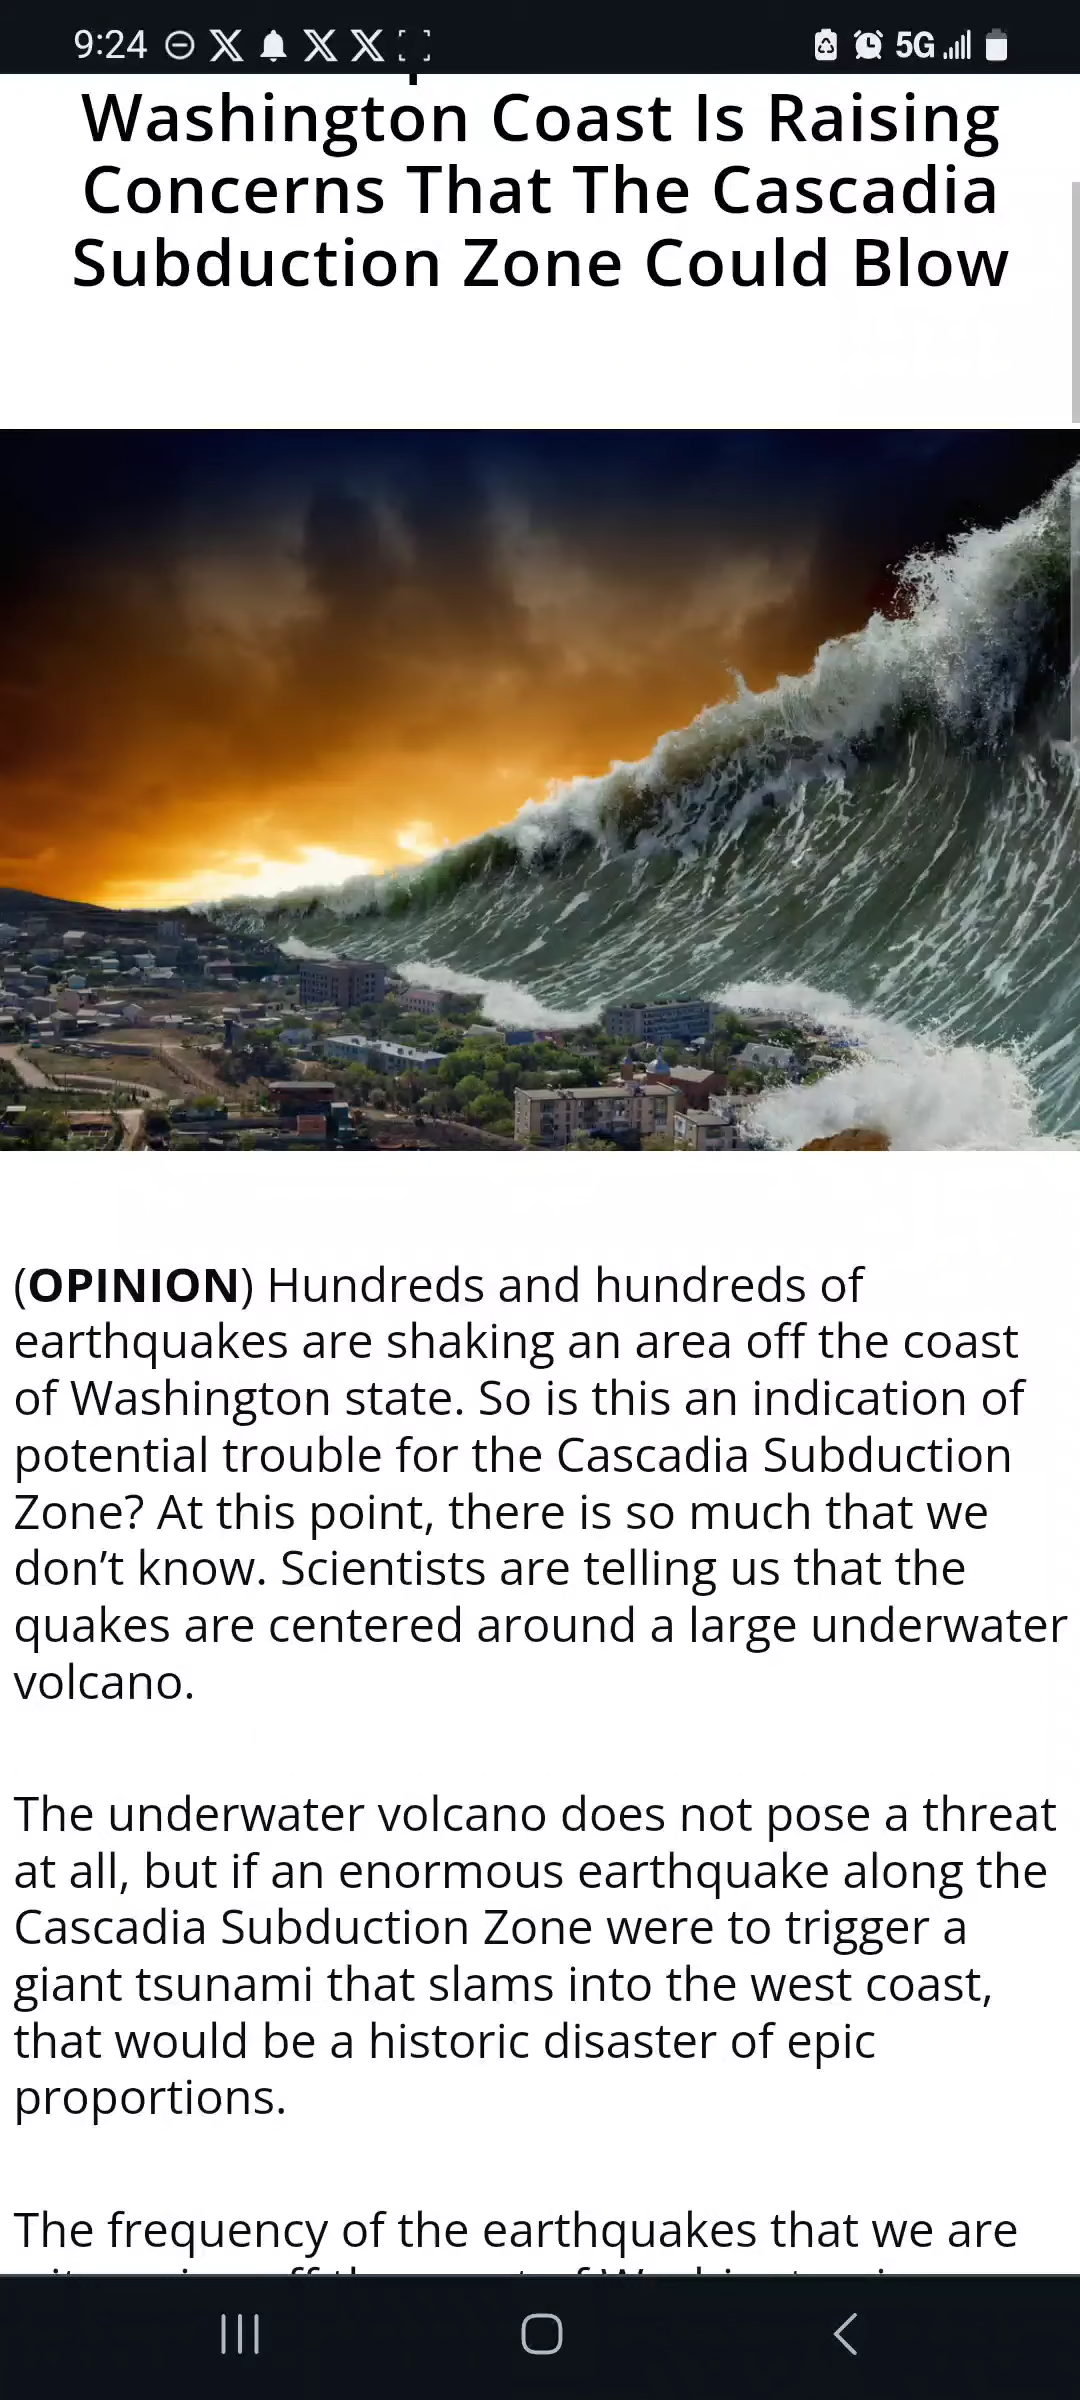 9:24
5G
Washington Coast Is Raising
Concerns That The Cascadia
Subduction Zone Could Blow
(OPINION) Hundreds and hundreds of
earthquakes are shaking an area off the coast
of Washington state. So is this an indication of
potential trouble for the Cascadia Subduction
Zone? At this point, there is so much that we
don’t know. Scientists are telling us that the
quakes are centered around a large underwater
volcano.
The underwater volcano does not pose a threat
at all, but if an enormous earthquake along the
Cascadia Subduction Zone were to trigger a
giant tsunami that slams into the west coast,
that would be a historic disaster of epic
proportions.
The frequency of the earthquakes that we are